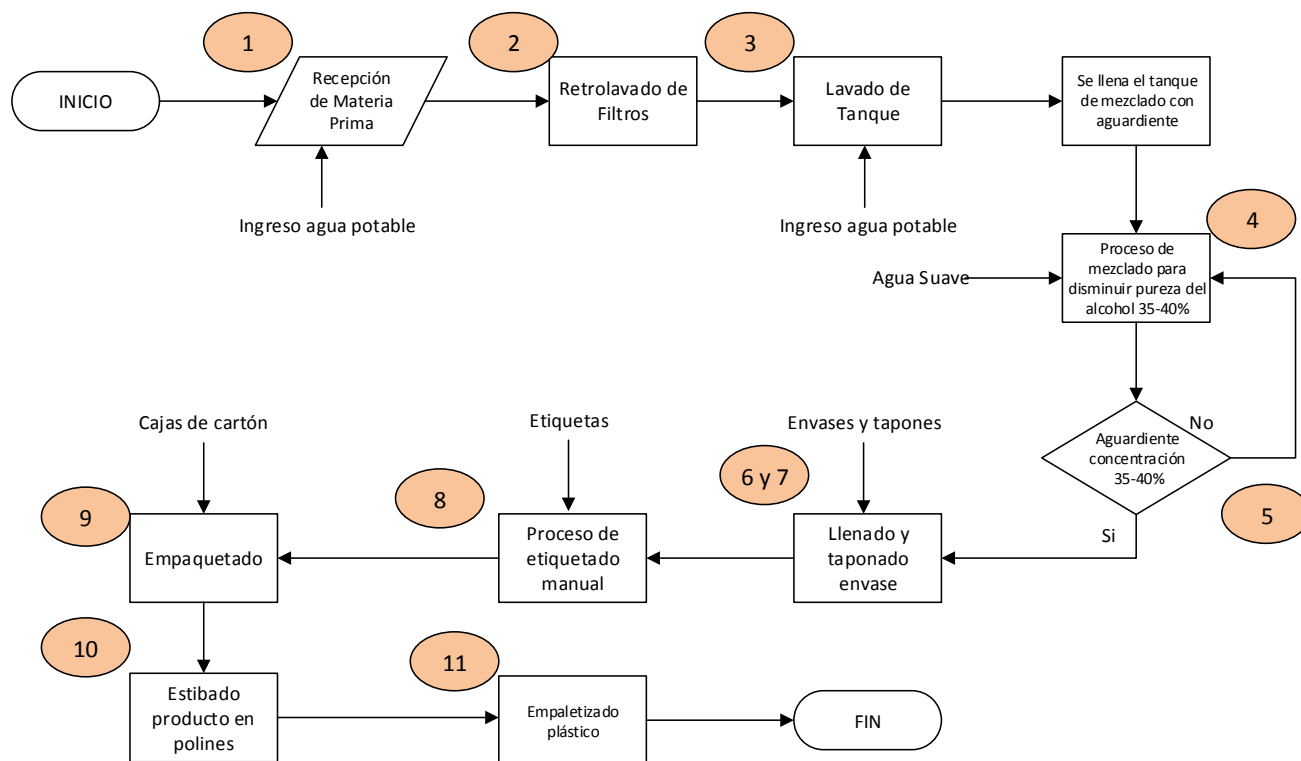 1
2
3
INICIO
Recepción
de Materia
Prima
Retrolavado de
Filtros
Lavado de
Tanque
Se llena el tanque
de mezclado con
aguardiente
Ingreso agua potable
Ingreso agua potable
4
Agua Suave
Proceso de
mezclado para
disminuir pureza del
alcohol 35-40%
Aguardiente
concentración
35-40%
No
5
Si
Envases y tapones
6 y 7
Llenado y
taponado
envase
Etiquetas
8
Proceso de
etiquetado
manual
Cajas de cartón
9
Empaquetado
10
Estibado
producto en
polines
11
Empaletizado
plástico
FIN